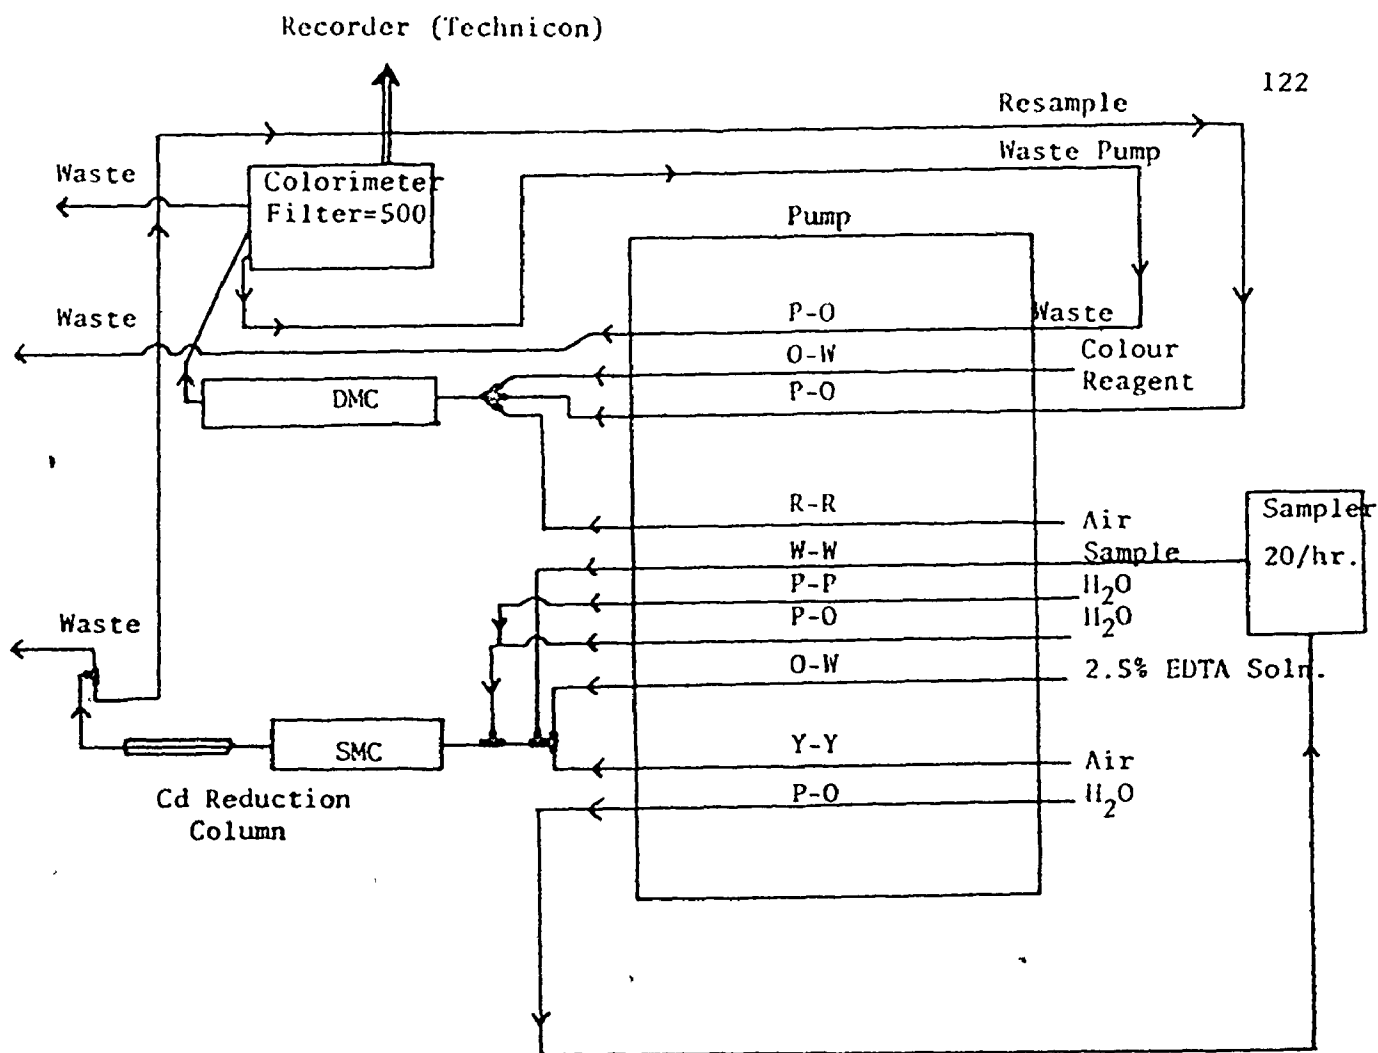 Recorder (Technicon)
122
Resample
Waste Pump
Waste
Colorimeter
Filter=500
Pump
Waste
P-O
Waste
O-W
Colour
Reagent
P-O
DMC
R-R
Air
Sampler
20/hr.
W-W
Sample
P-P
H₂O
P-O
H₂O
Waste
O-W
2.5% EDTA Soln.
SMC
Y-Y
Air
P-O
H₂O
Cd Reduction
Column